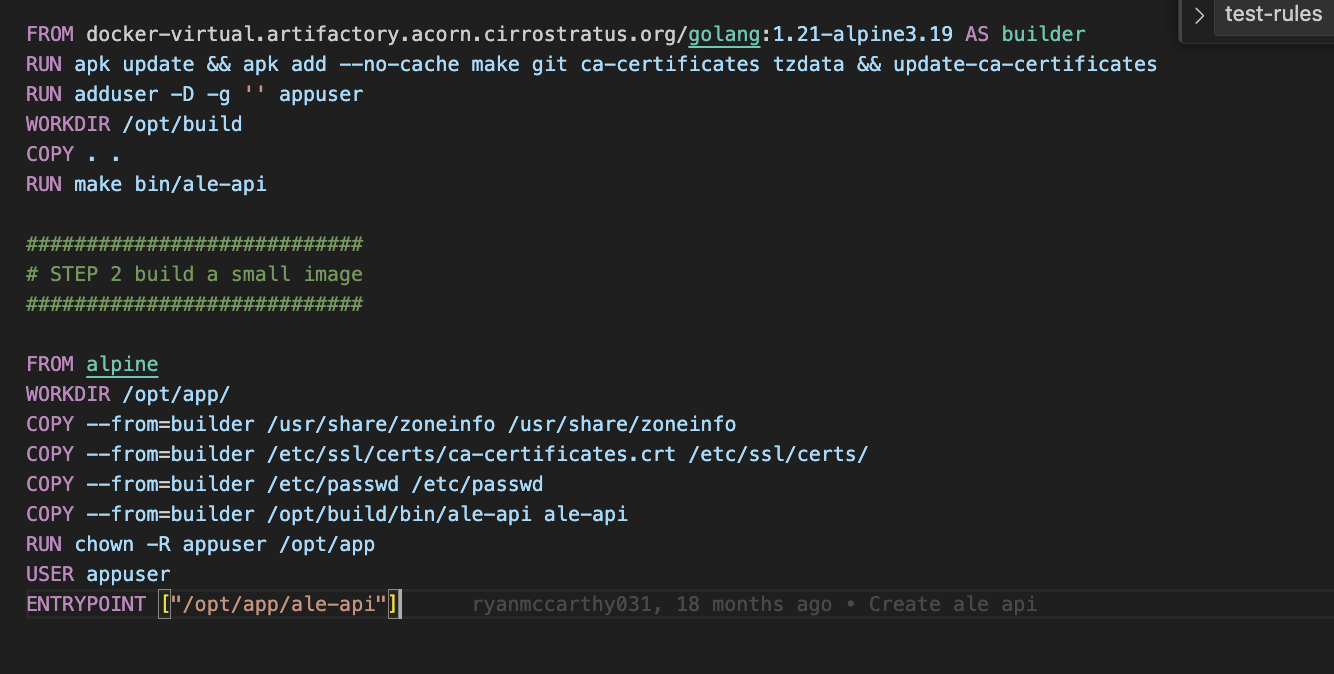 test-rules
FROM docker-virtual.artifactory.acorn.cirrostratus.org/golang:1.21-alpine3.19 AS builder
RUN apk update && apk add --no-cache make git ca-certificates tzdata && update-ca-certificates
RUN adduser -D -g '' appuser
WORKDIR /opt/build
COPY . .
RUN make bin/ale-api
############################
# STEP 2 build a small image
############################
FROM alpine
WORKDIR /opt/app/
COPY --from=builder /usr/share/zoneinfo /usr/share/zoneinfo
COPY --from=builder /etc/ssl/certs/ca-certificates.crt /etc/ssl/certs/
COPY --from=builder /etc/passwd /etc/passwd
COPY --from=builder /opt/build/bin/ale-api ale-api
RUN chown -R appuser /opt/app
USER appuser
ENTRYPOINT ["/opt/app/ale-api"] ryanmccarthy031, 18 months ago • Create ale api